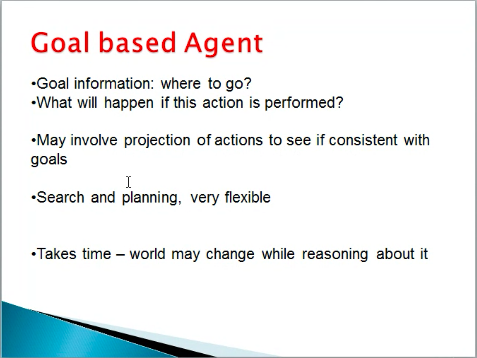 Goal based Agent
•Goal information: where to go?
•What will happen if this action is performed?
•May involve projection of actions to see if consistent with
goals
•Search and planning, very flexible
•Takes time – world may change while reasoning about it